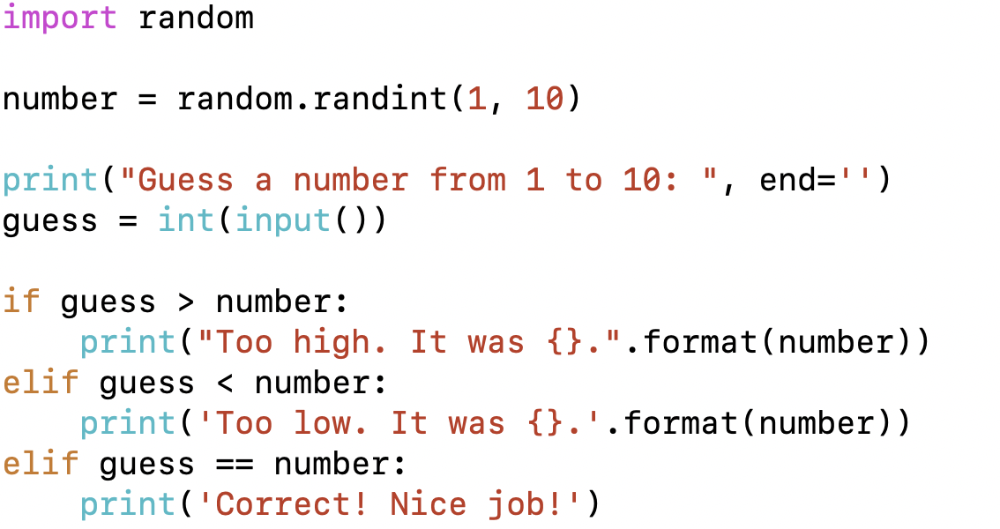 import random

number = random.randint(1, 10)

print("Guess a number from 1 to 10: ", end='')
guess = int(input())

if guess > number:
    print("Too high. It was {}.".format(number))
elif guess < number:
    print('Too low. It was {}.'.format(number))
elif guess == number:
    print('Correct! Nice job!')